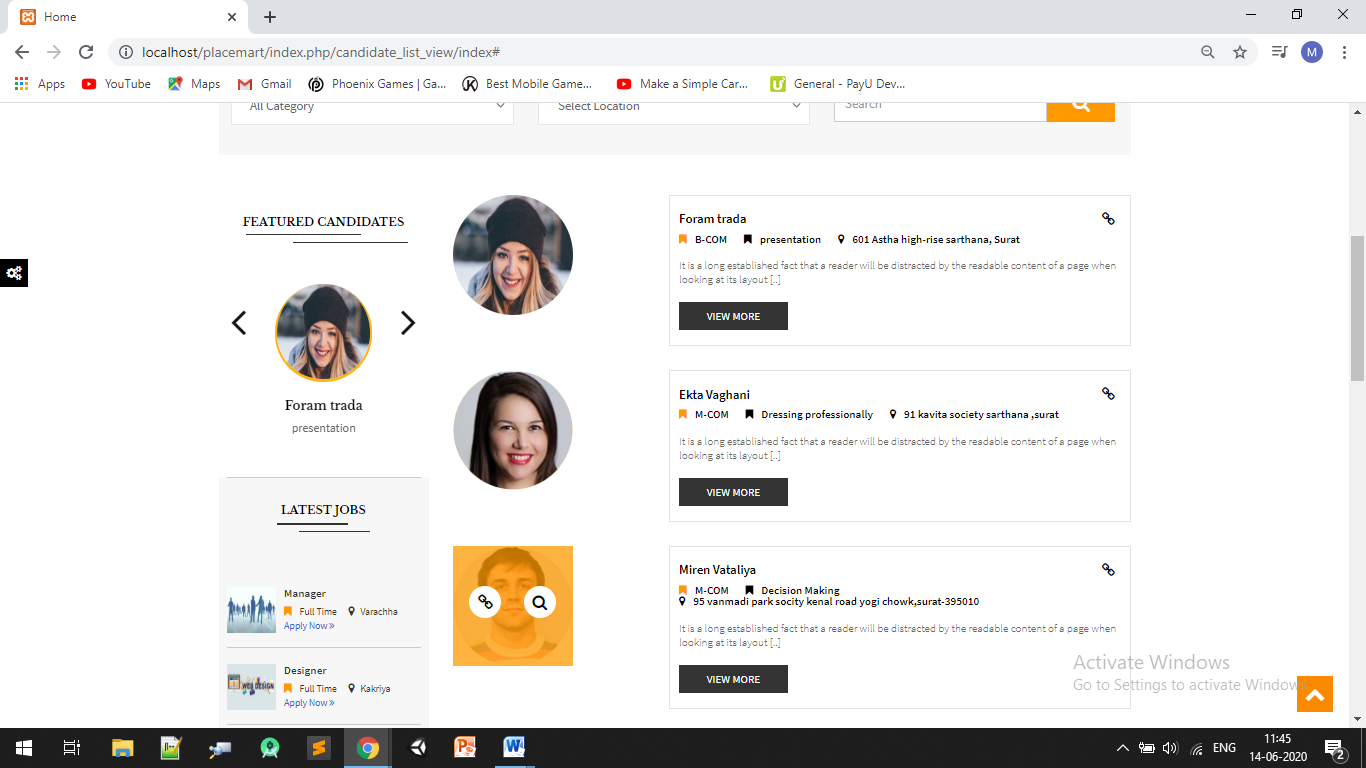 Home
localhost/placemart/index.php/candidate_list_view/index#
M
Apps YouTube Maps Gmail Phoenix Games | Ga... Best Mobile Game... Make a Simple Car... General - PayU Dev...
All Category Select Location Search
FEATURED CANDIDATES
Foram trada
presentation
LATEST JOBS
Manager
Full Time Varachha
Apply Now »
Designer
Full Time Kakriya
Apply Now »
WEB DESIGN
Foram trada
B-COM presentation 601 Astha high-rise sarthana, Surat
It is a long established fact that a reader will be distracted by the readable content of a page when
looking at its layout [..]
VIEW MORE
Ekta Vaghani
M-COM Dressing professionally 91 kavita society sarthana ,surat
It is a long established fact that a reader will be distracted by the readable content of a page when
looking at its layout [..]
VIEW MORE
Miren Vataliya
M-COM Decision Making
95 vanmadi park socity kenal road yogi chowk,surat-395010
It is a long established fact that a reader will be distracted by the readable content of a page when
looking at its layout [..]
VIEW MORE
Activate Windows
Go to Settings to activate Windows
ENG 11:45
14-06-2020
2